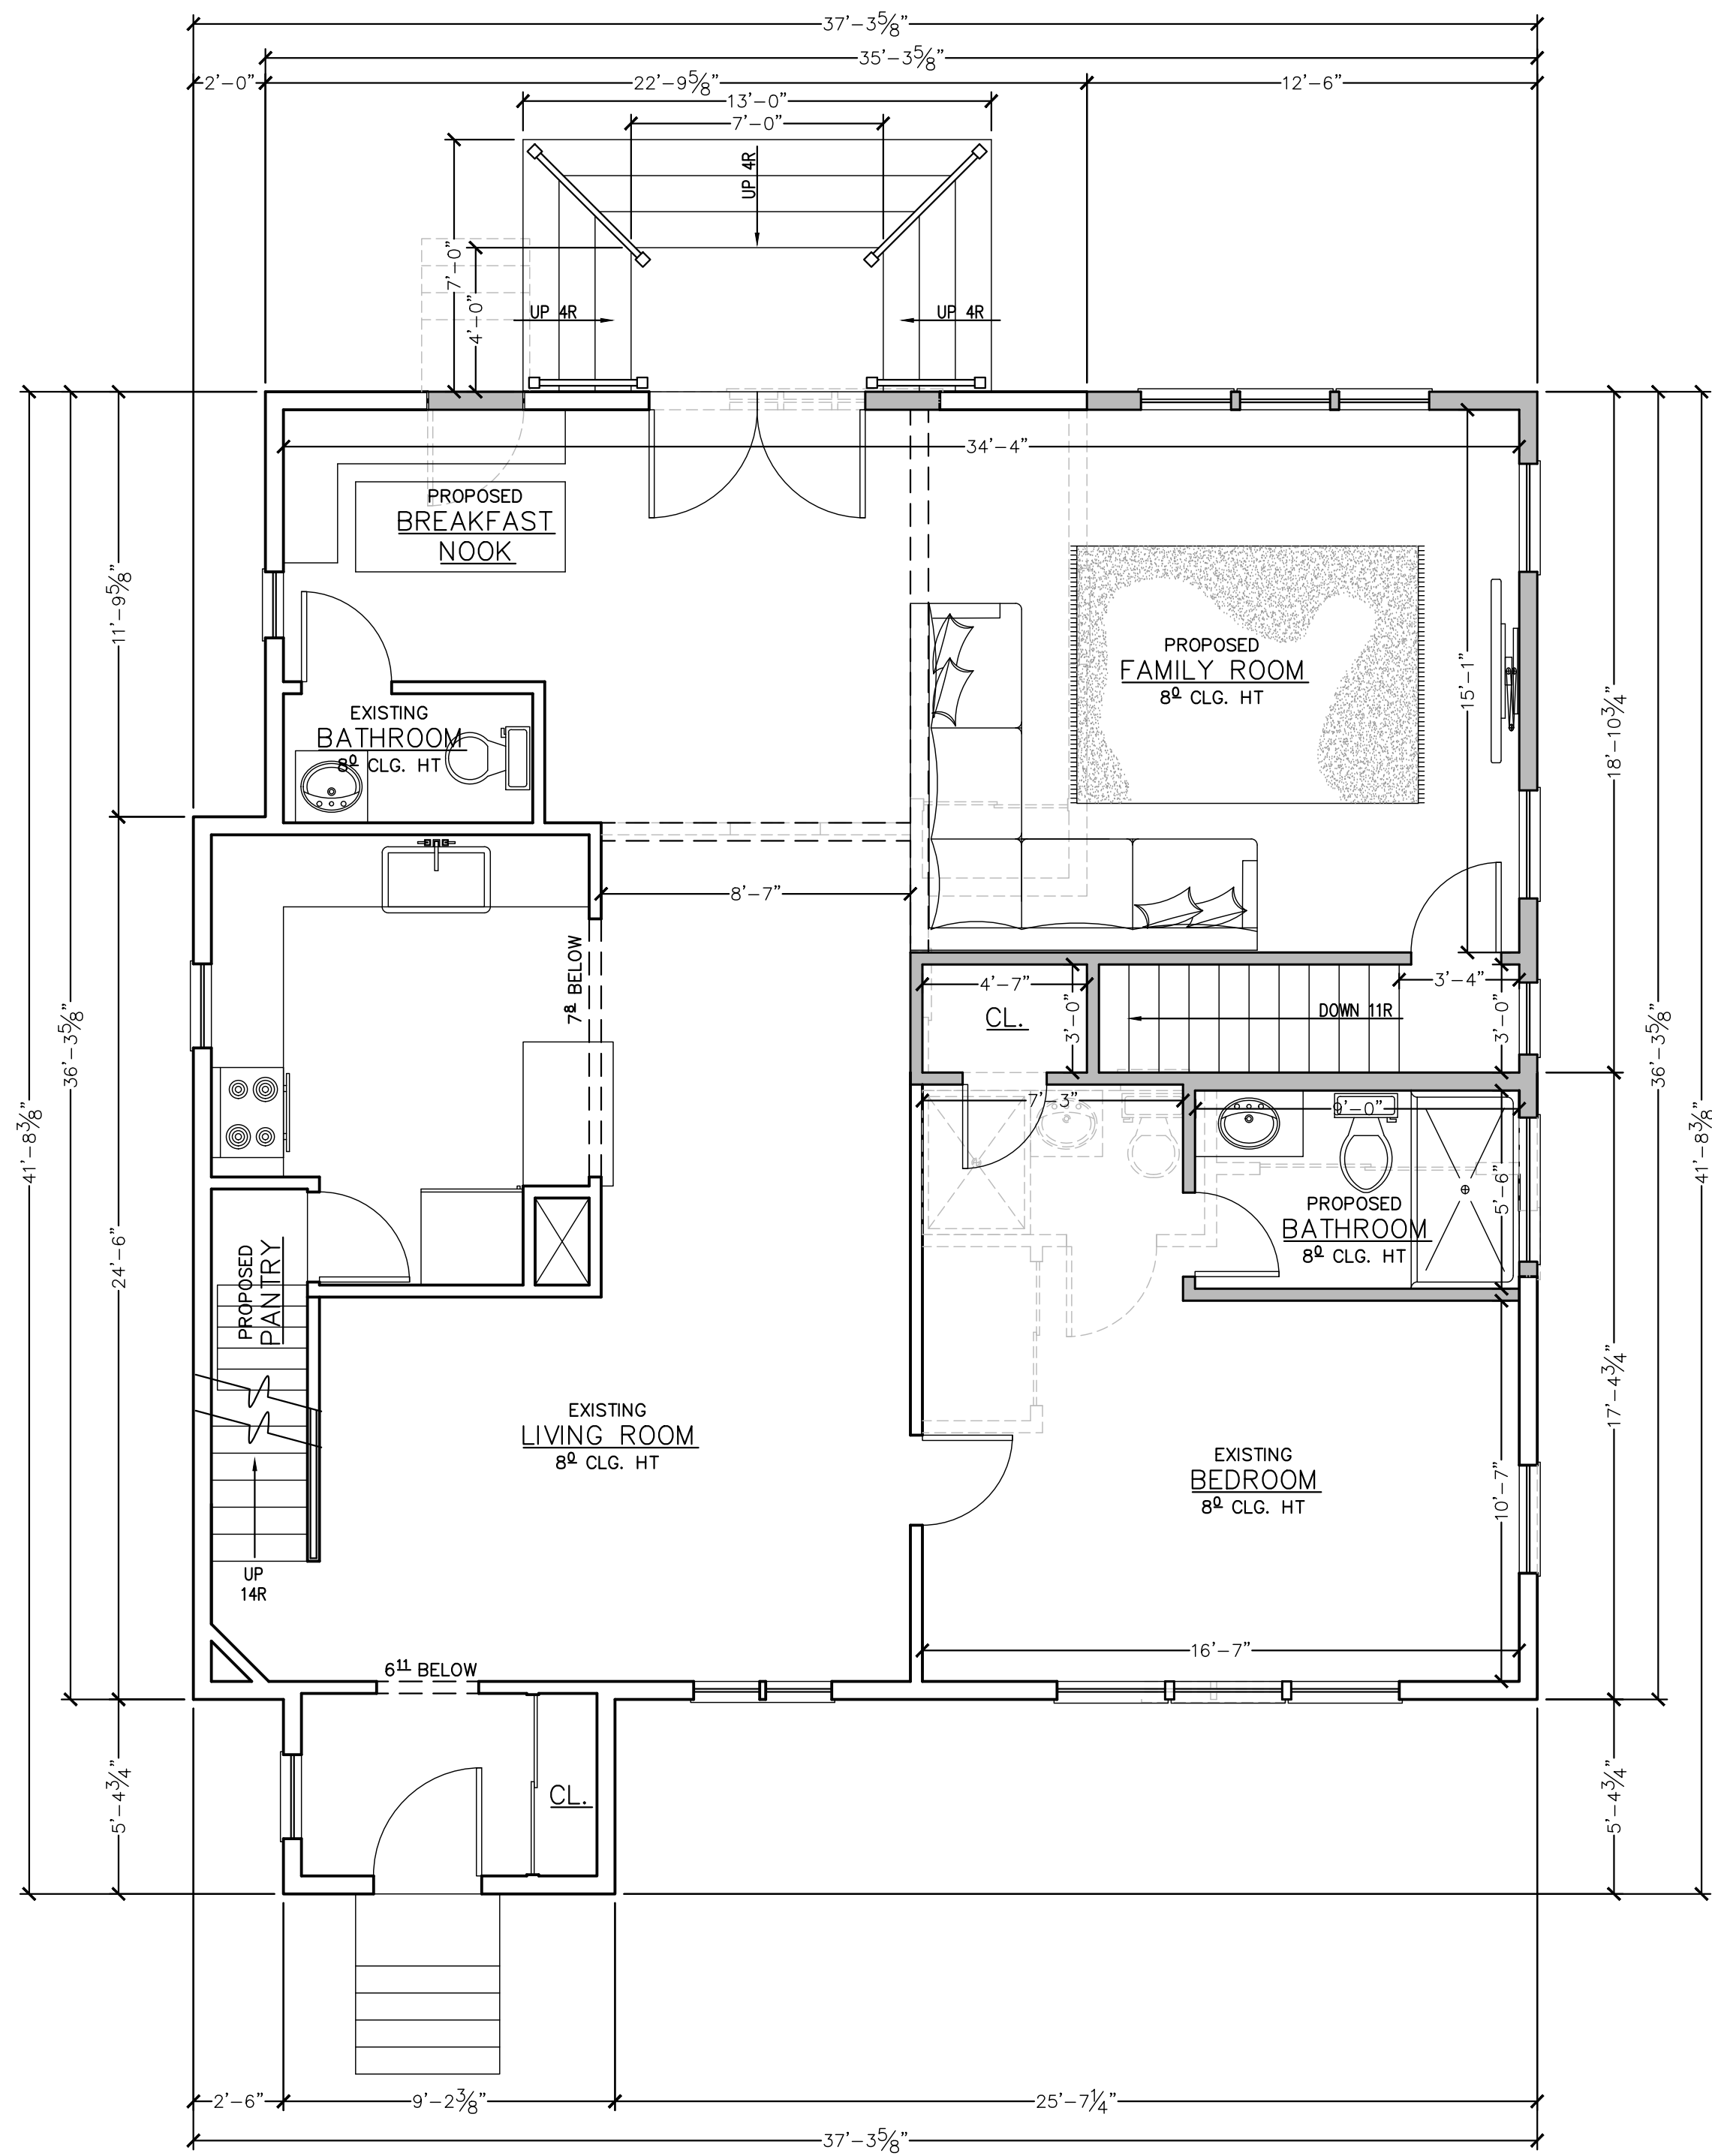 37'-3⅝"
35'-3⅝"
2'-0"
22'-9⅝"
12'-6"
13'-0"
7'-0"
UP 4R
7'-0"
4'-0"
UP 4R
UP 4R
34'-4"
PROPOSED
BREAKFAST
NOOK
11'-9⅝"
PROPOSED
FAMILY ROOM
8⁰ CLG. HT
15'-1"
18'-10¾"
EXISTING
BATHROOM
8⁰ CLG. HT
8'-7"
7⁸ BELOW
4'-7"
CL.
3'-0"
3'-4"
DOWN 11R
3'-0"
36'-3⅝"
36'-3⅝"
41'-8⅜"
41'-8⅜"
7'-3"
9'-0"
5'-6"
PROPOSED
BATHROOM
8⁰ CLG. HT
24'-6"
PROPOSED
PANTRY
EXISTING
LIVING ROOM
8⁰ CLG. HT
EXISTING
BEDROOM
8⁰ CLG. HT
10'-7"
17'-4¾"
UP
14R
16'-7"
6¹¹ BELOW
CL.
5'-4¾"
5'-4¾"
2'-6"
9'-2⅜"
25'-7¼"
37'-3⅝"